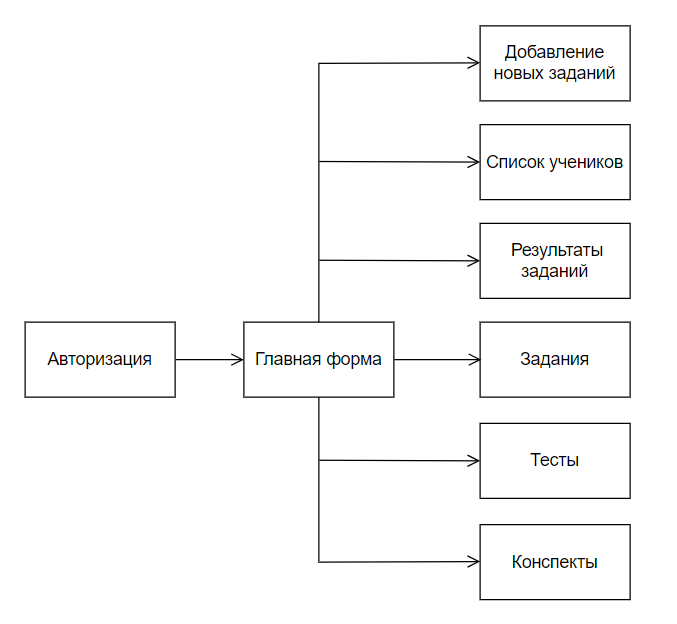 Добавление
новых заданий
Список учеников
Результаты
заданий
Авторизация
Главная форма
Задания
Тесты
Конспекты